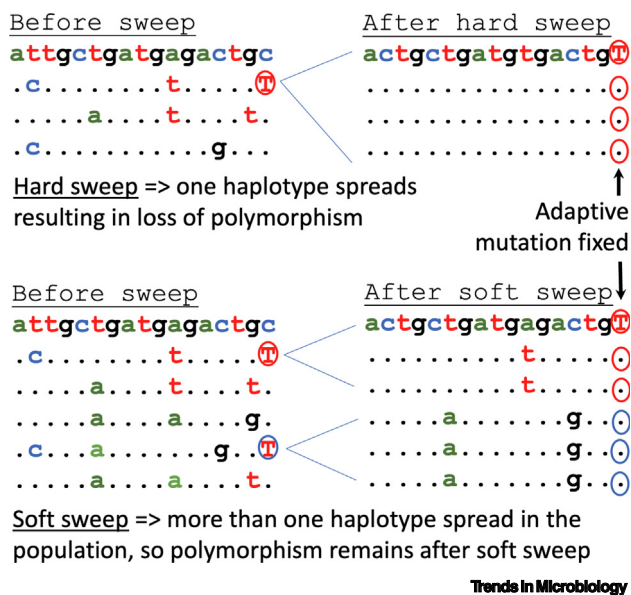 Before sweep
attgctgatgagactgc
.c........t.....T
.....a....t....t.
.c...........g...
After hard sweep
actgctgatgtgactgT
.................
.................
.................
Hard sweep => one haplotype spreads
resulting in loss of polymorphism
Adaptive
mutation fixed
Before sweep
attgctgatgagactgc
.c........t.....T
.....a....t....t.
.....a....a....g.
.c...a.......g..T
.....a....a....t.
After soft sweep
actgctgatgagactgT
..........t......
..........t......
.....a.......g...
.....a.......g...
.....a.......g...
Soft sweep => more than one haplotype spread in the
population, so polymorphism remains after soft sweep
Trends in Microbiology